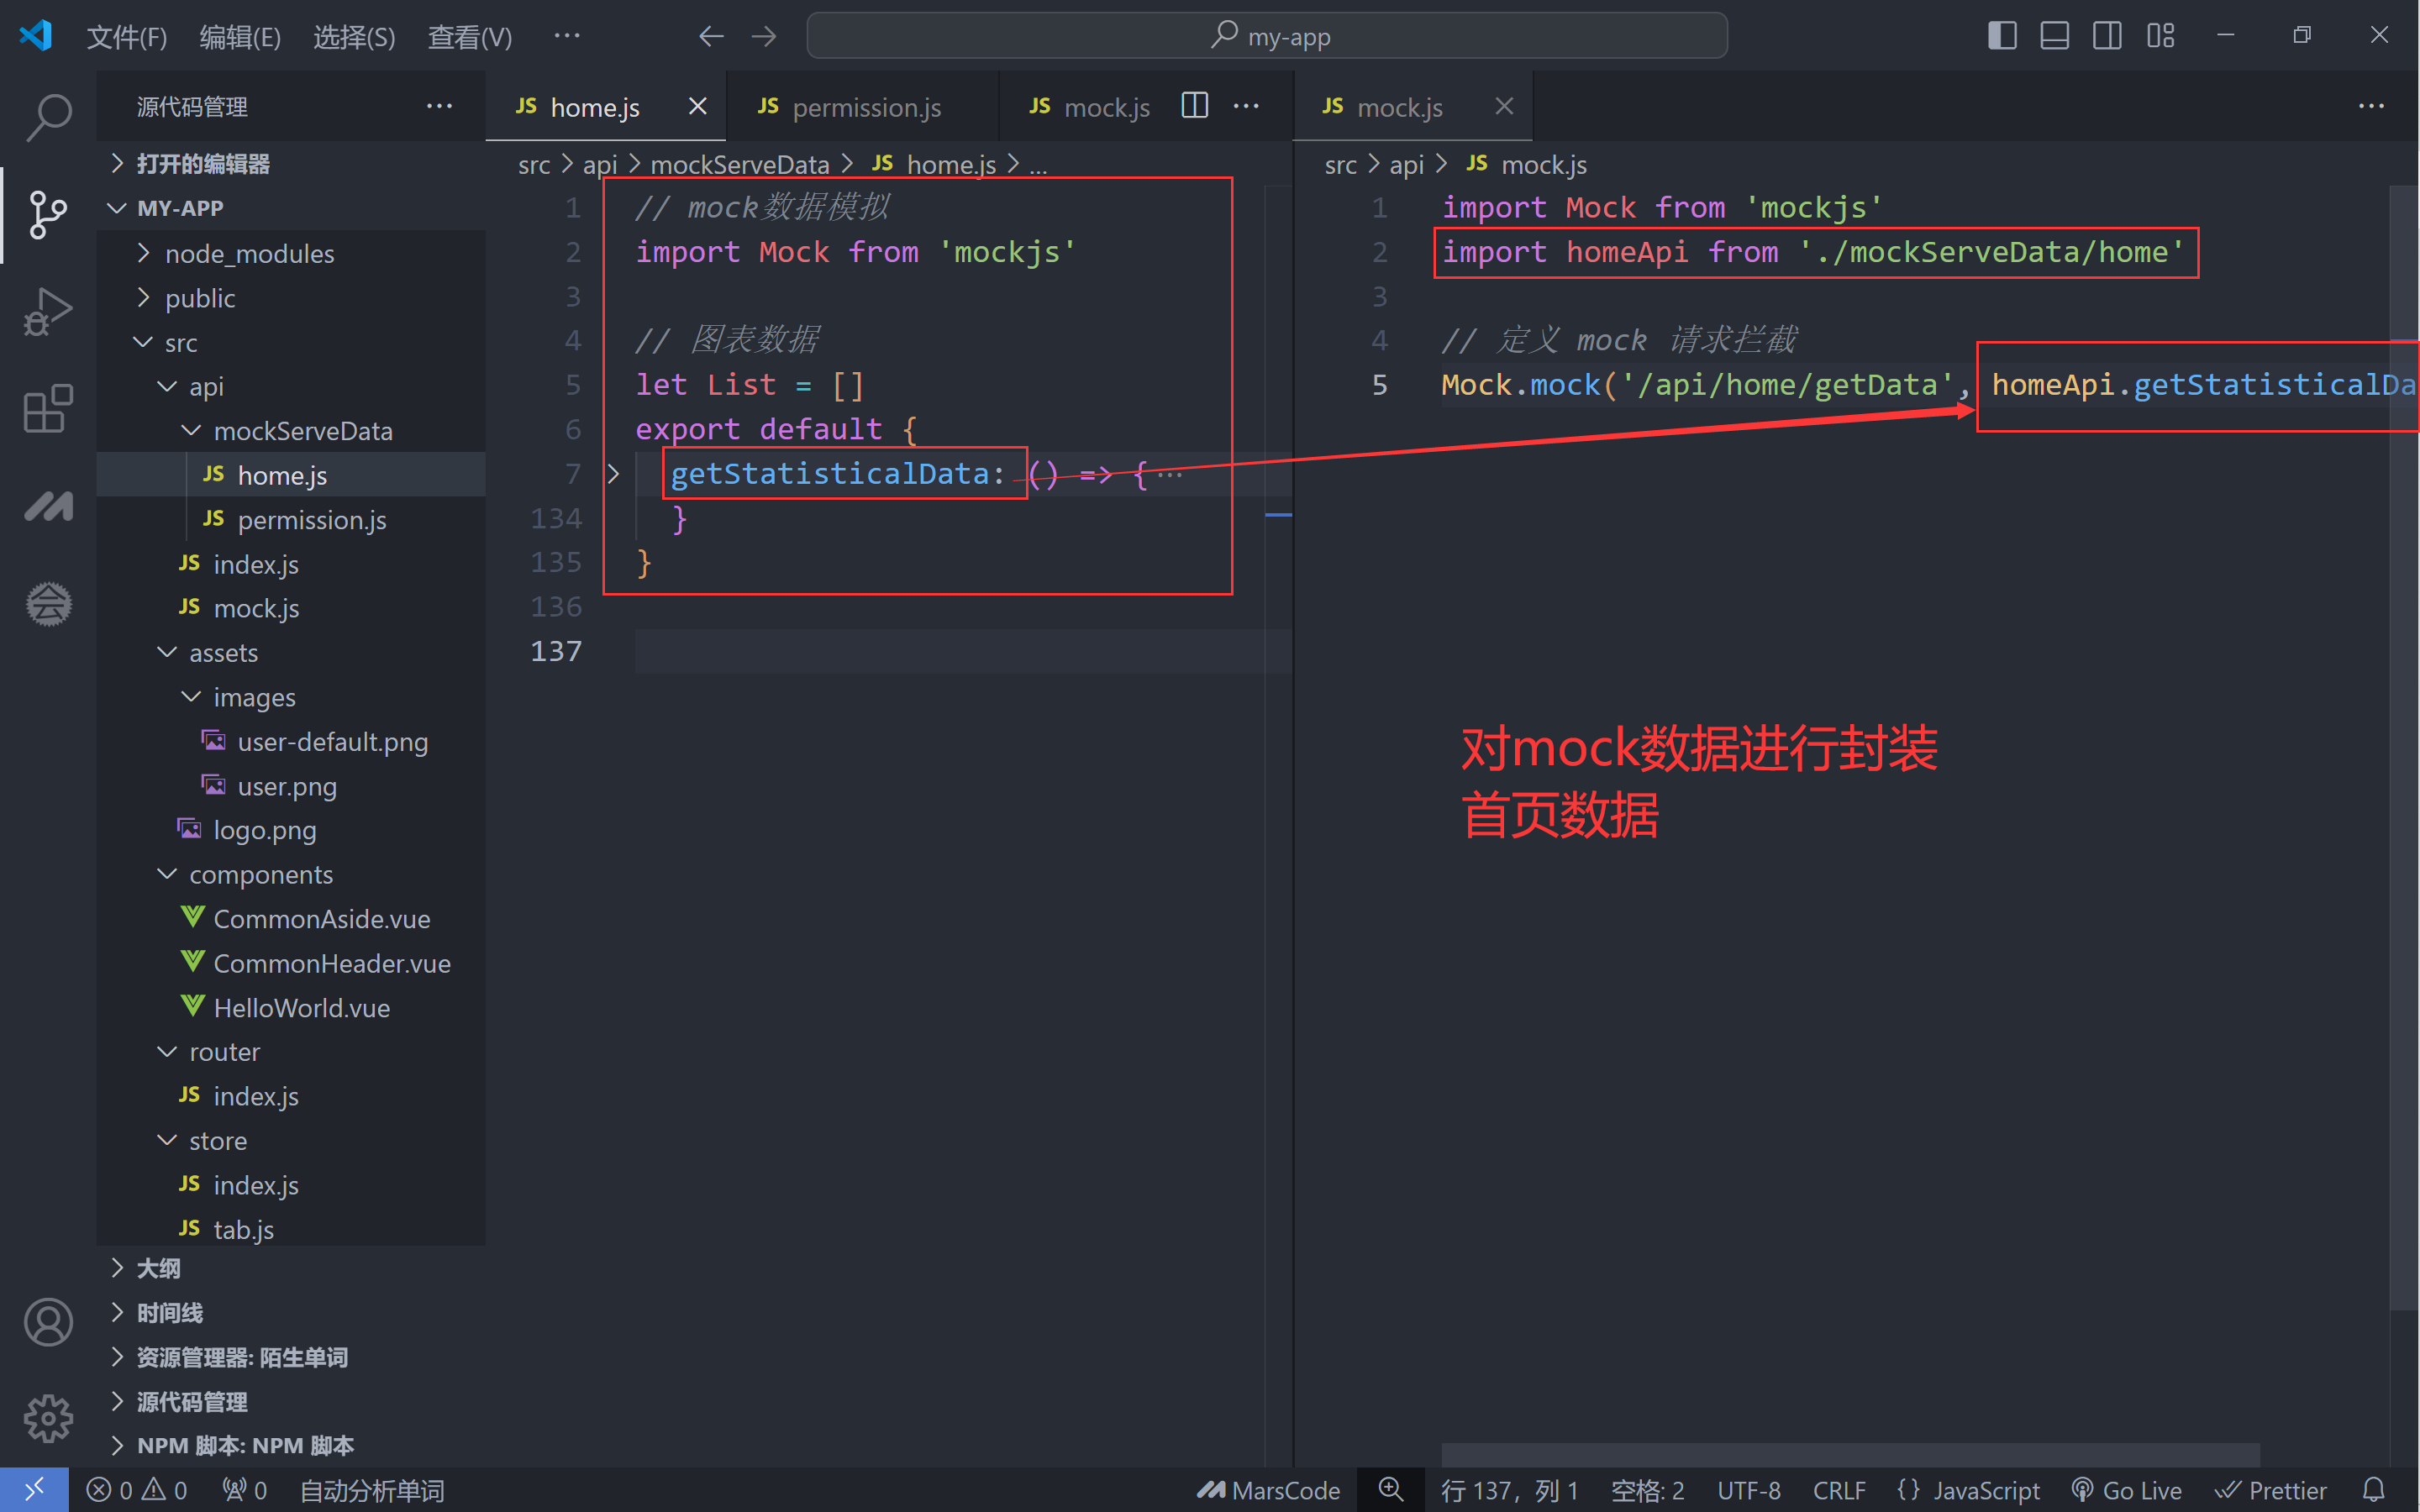 文件(F) 编辑(E) 选择(S) 查看(V) ··· my-app
源代码管理 ···
打开的编辑器
MY-APP
node_modules
public
src
api
mockServeData
JS home.js
JS permission.js
JS index.js
JS mock.js
assets
images
user-default.png
user.png
logo.png
components
CommonAside.vue
CommonHeader.vue
HelloWorld.vue
router
JS index.js
store
JS index.js
JS tab.js
大纲
时间线
资源管理器: 陌生单词
源代码管理
NPM 脚本: NPM 脚本
JS home.js JS permission.js JS mock.js ···
src > api > mockServeData > JS home.js > ...
1 // mock数据模拟
2 import Mock from 'mockjs'
3
4 // 图表数据
5 let List = []
6 export default {
7 getStatisticalData: () => { ···
134 }
135 }
136
137
JS mock.js ···
src > api > JS mock.js
1 import Mock from 'mockjs'
2 import homeApi from './mockServeData/home'
3
4 // 定义 mock 请求拦截
5 Mock.mock('/api/home/getData', homeApi.getStatisticalDa
对mock数据进行封装
首页数据
0 0 0 自动分析单词 MarsCode 行 137，列 1 空格: 2 UTF-8 CRLF {} JavaScript Go Live Prettier